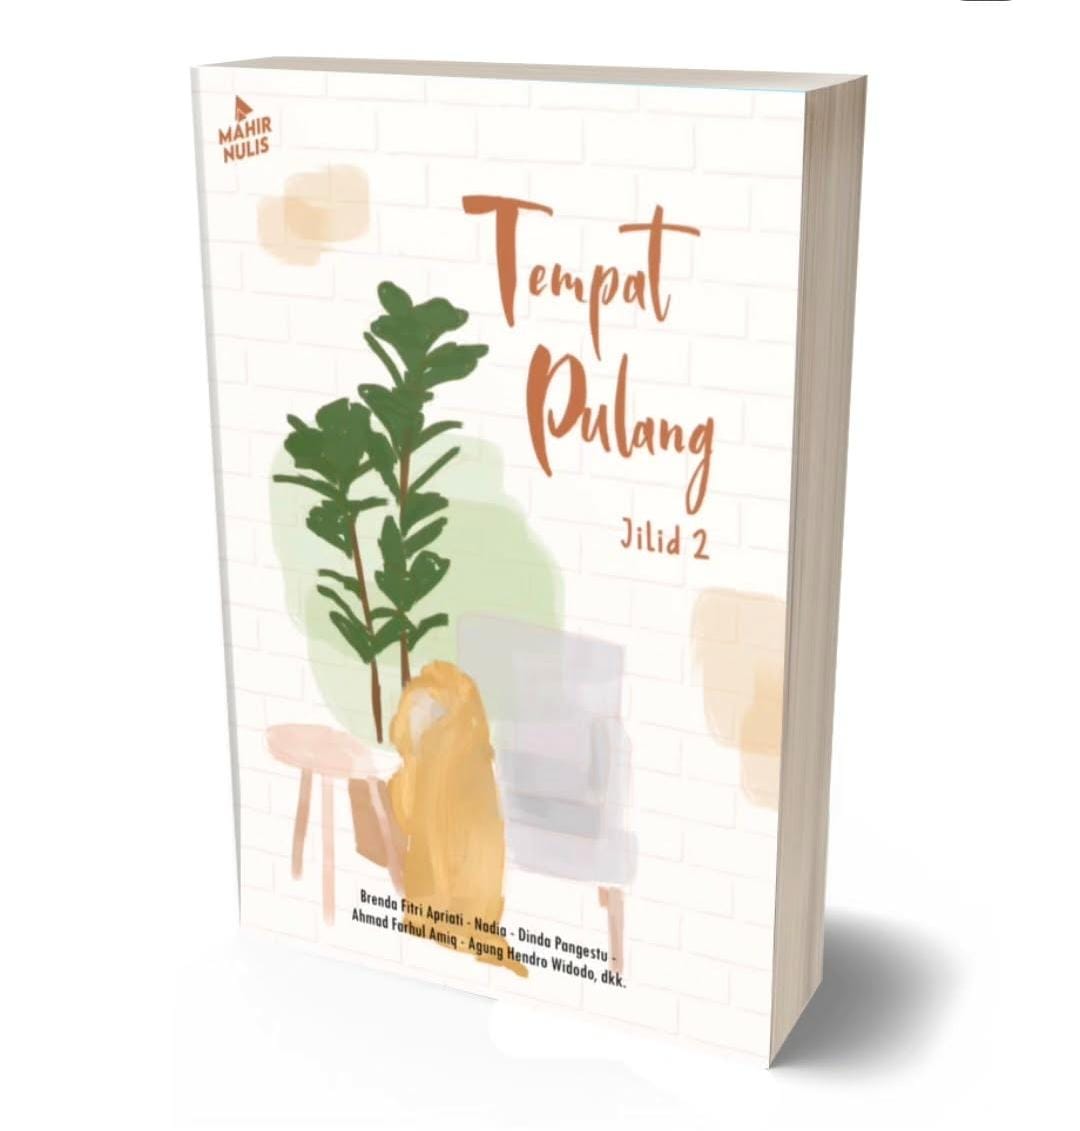 MAHIR
NULIS
Tempat
Pulang
Jilid 2
Brenda Fitri Apriati - Nadia - Dinda Pangestu -
Ahmad Farhul Amiq - Agung Hendro Widodo, dkk.